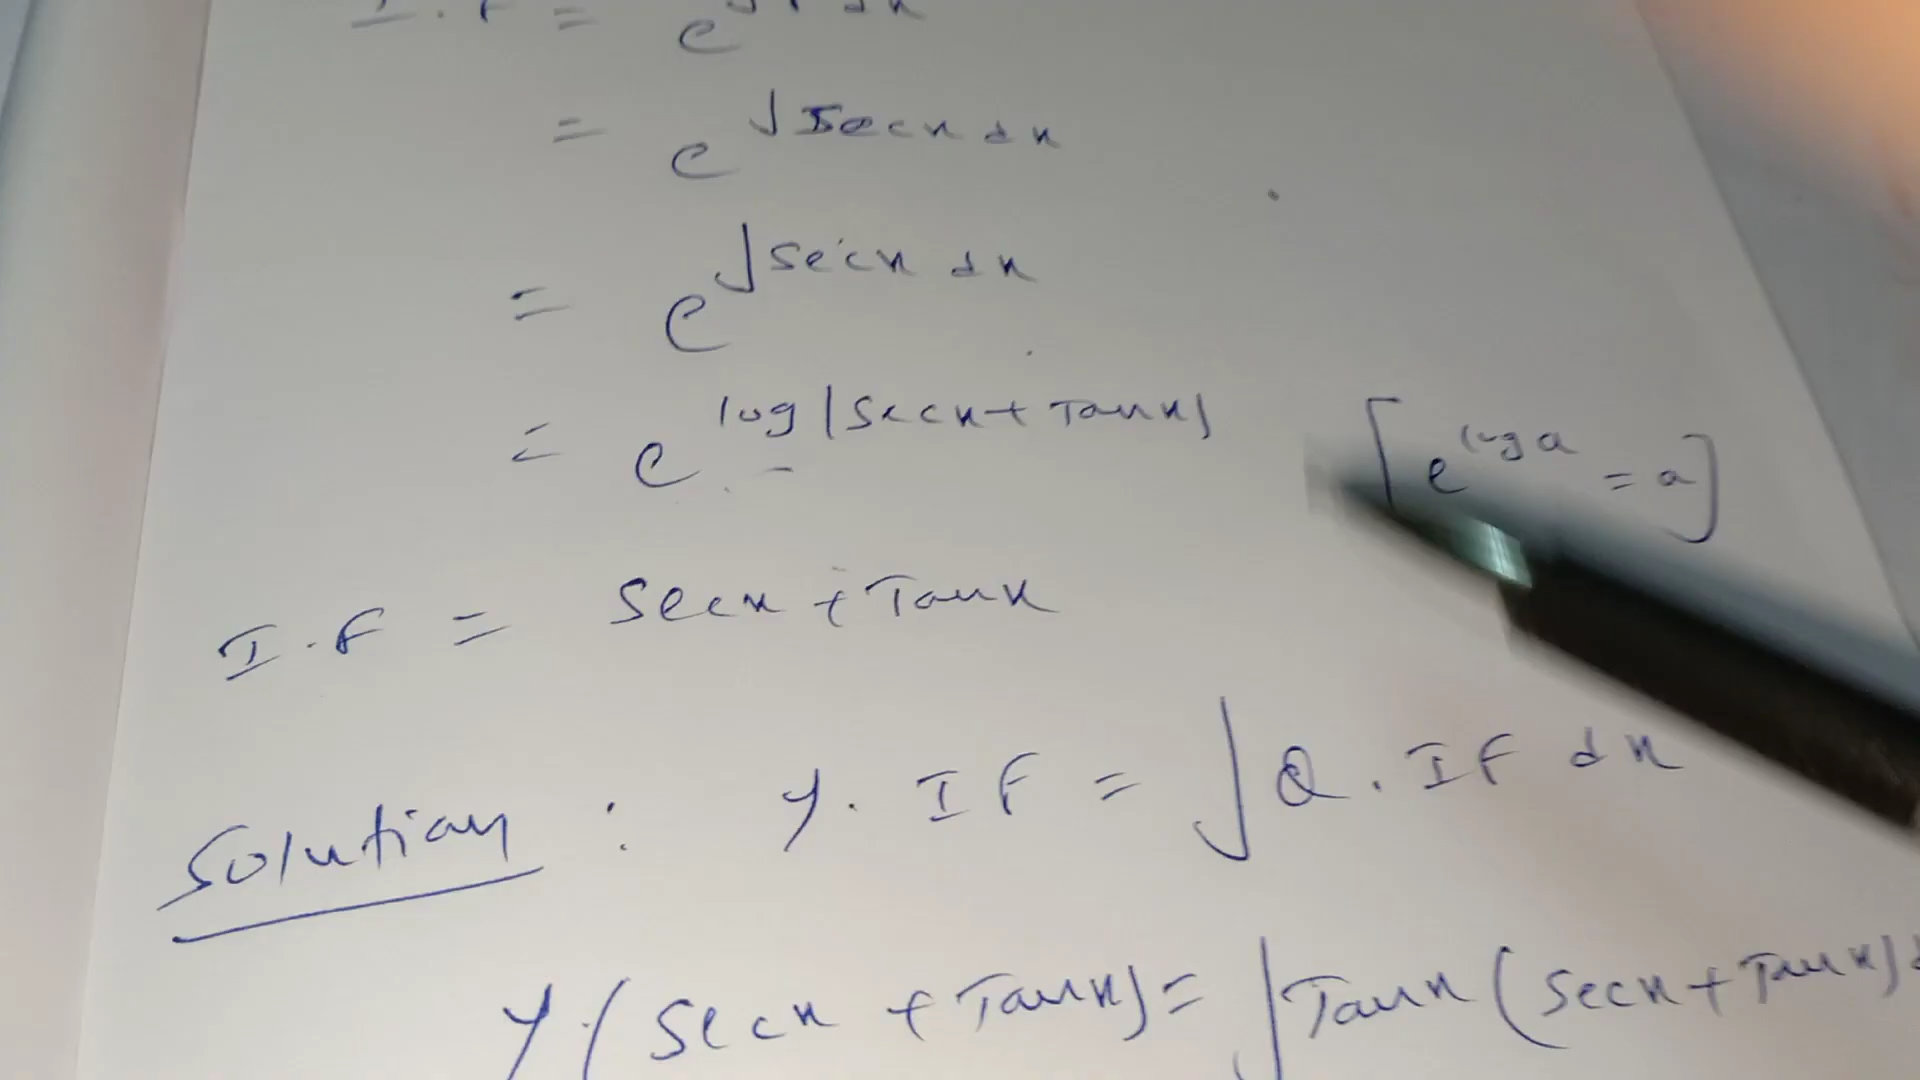 I.F = e^∫P dx
= e^∫Secx dx
= e^∫Secx dx
= e^log|Secx+Tanx| [e^log a = a]
I.F = Secx + Tanx
Solution : y. IF = ∫Q. IF dx
y.(Secx + Tanx) = ∫Tanx (Secx+Tanx)